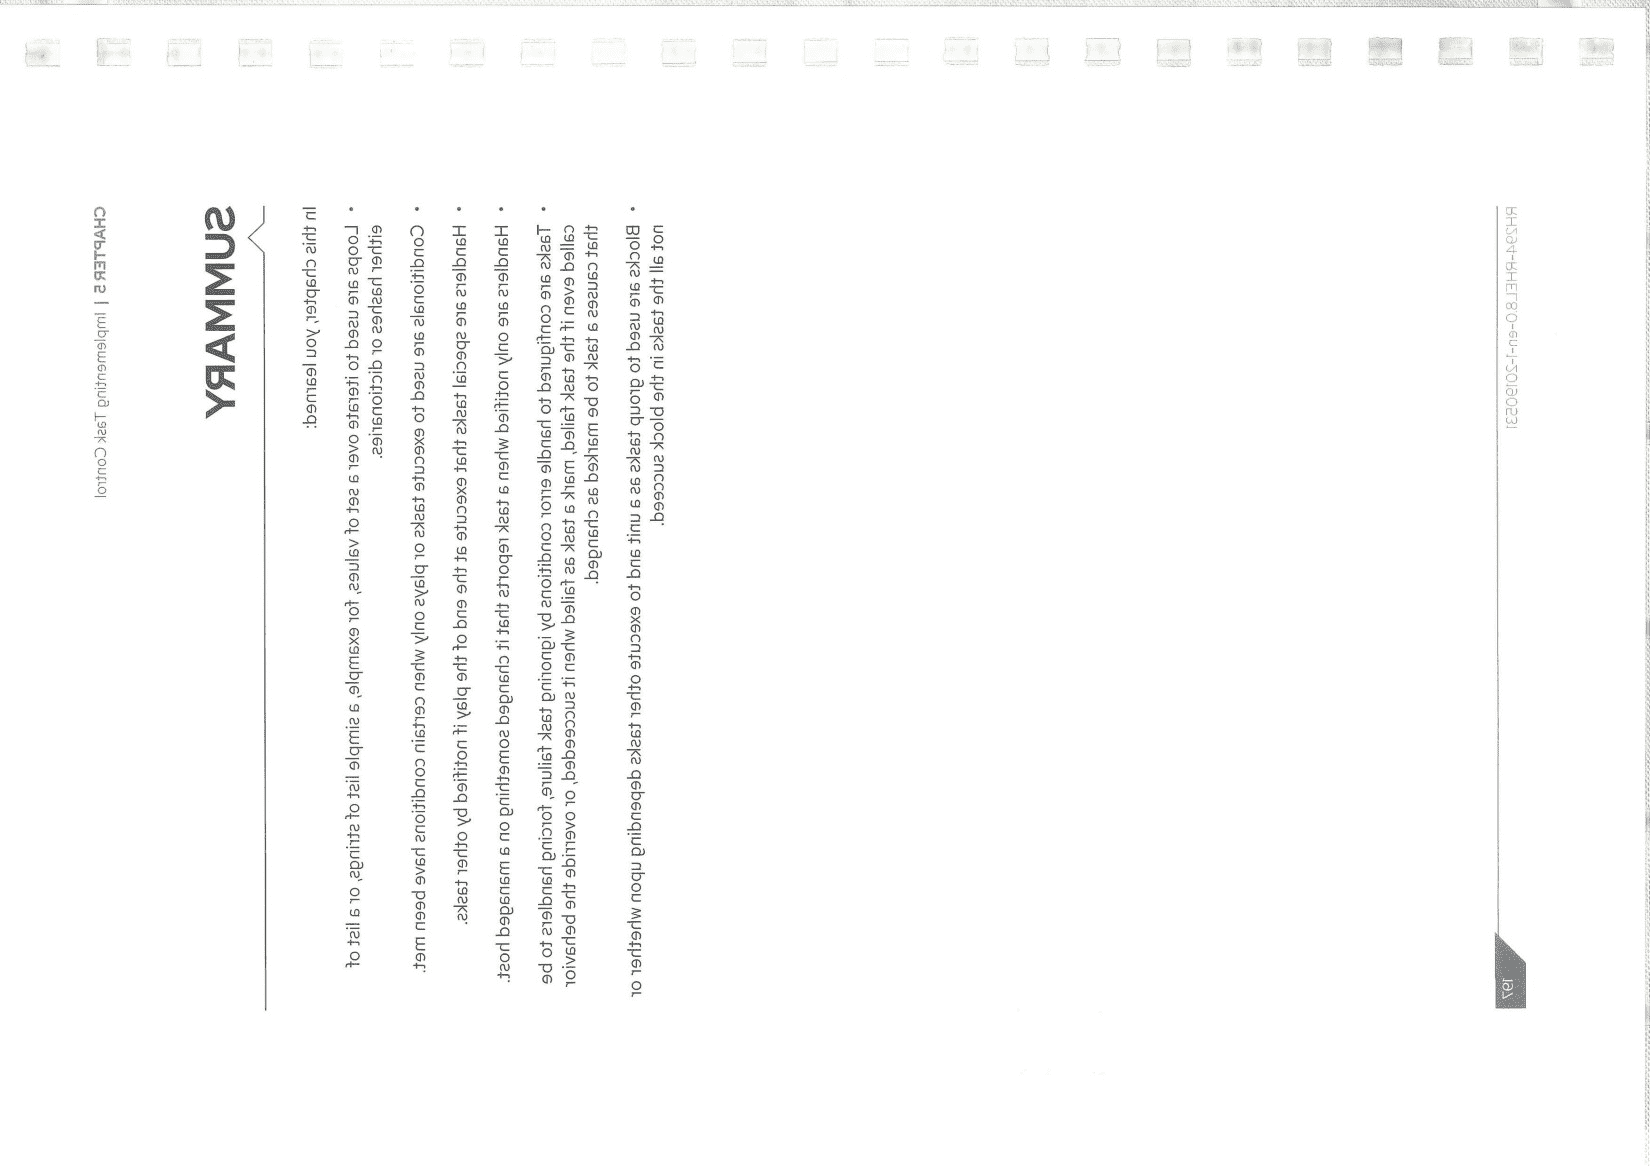 CHAPTER 5 | Implementing Task Control
SUMMARY
In this chapter, you learned:
• Loops are used to iterate over a set of values, for example, a simple list of strings, or a list of
either hashes or dictionaries.
• Conditionals are used to execute tasks or plays only when certain conditions have been met.
• Handlers are special tasks that execute at the end of the play if notified by other tasks.
• Handlers are only notified when a task reports that it changed something on a managed host.
• Tasks are configured to handle error conditions by ignoring task failure, forcing handlers to be
called even if the task failed, mark a task as failed when it succeeded, or, override the behavior
that causes a task to be marked as changed.
• Blocks are used to group tasks as a unit and to execute other tasks depending upon whether or
not all the tasks in the block succeed.
RH294-RHEL8.0-en-1-20190531
197